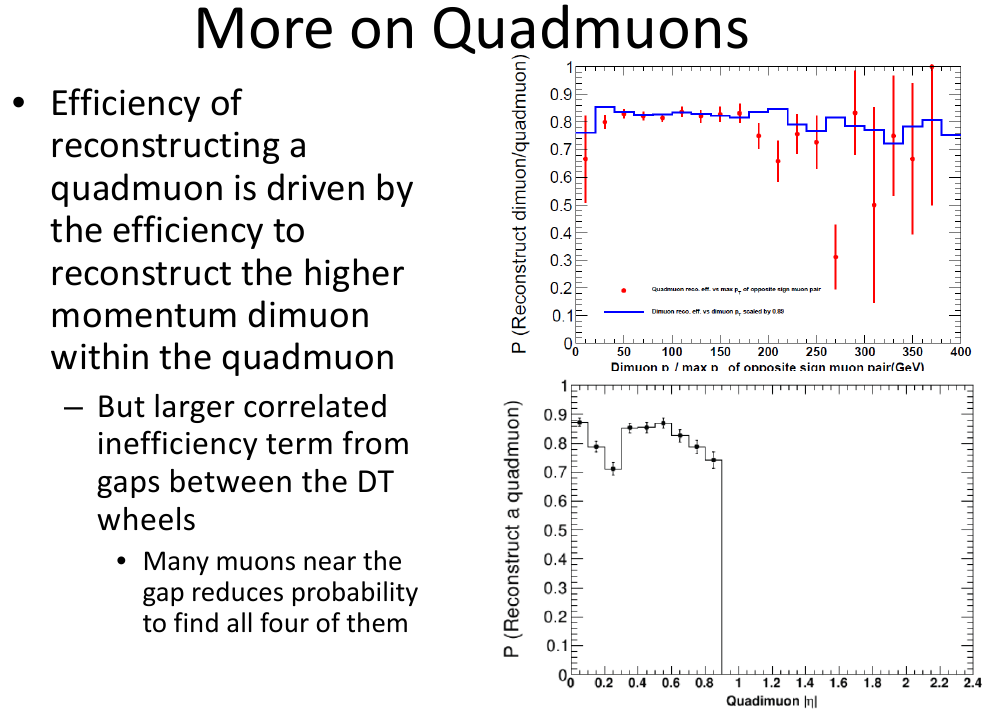 More on Quadmuons
• Efficiency of
reconstructing a
quadmuon is driven by
the efficiency to
reconstruct the higher
momentum dimuon
within the quadmuon
– But larger correlated
inefficiency term from
gaps between the DT
wheels
• Many muons near the
gap reduces probability
to find all four of them
P (Reconstruct dimuon/quadmuon)
1
0.9
0.8
0.7
0.6
0.5
0.4
0.3
0.2
0.1
0
Quadmuon reco. eff. vs max pT of opposite sign muon pair
Dimuon reco. eff. vs dimuon pT scaled by 0.89
0 50 100 150 200 250 300 350 400
Dimuon p / max p of opposite sign muon pair(GeV)
P (Reconstruct a quadmuon)
1
0.9
0.8
0.7
0.6
0.5
0.4
0.3
0.2
0.1
0
0 0.2 0.4 0.6 0.8 1 1.2 1.4 1.6 1.8 2 2.2 2.4
Quadimuon |η|